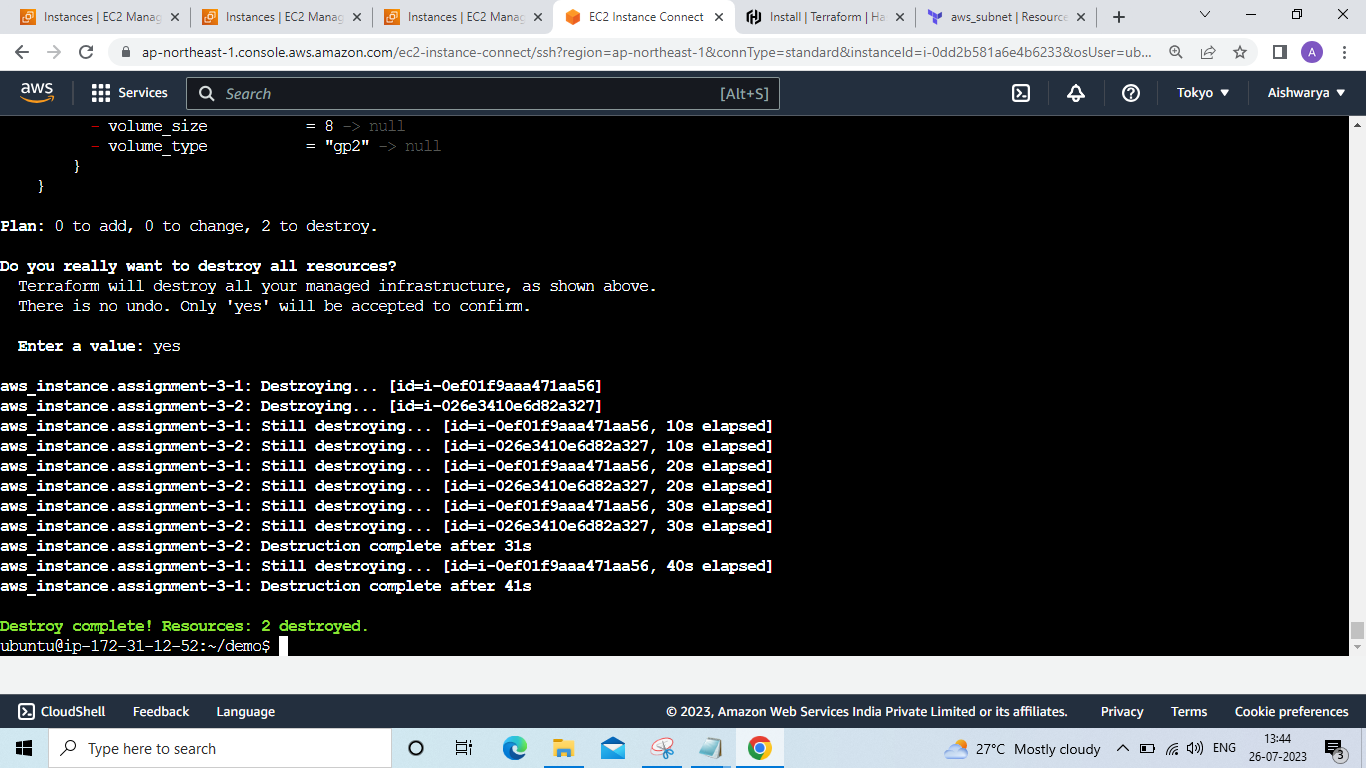 Instances | EC2 Manag
Instances | EC2 Manag
Instances | EC2 Manag
EC2 Instance Connect
Install | Terraform | Ha
aws_subnet | Resource
ap-northeast-1.console.aws.amazon.com/ec2-instance-connect/ssh?region=ap-northeast-1&connType=standard&instanceId=i-0dd2b581a6e4b6233&osUser=ub...
A
aws
Services
Search
[Alt+S]
Tokyo
Aishwarya
- volume_size           = 8 -> null
- volume_type           = "gp2" -> null
}
}
Plan: 0 to add, 0 to change, 2 to destroy.
Do you really want to destroy all resources?
Terraform will destroy all your managed infrastructure, as shown above.
There is no undo. Only 'yes' will be accepted to confirm.
Enter a value: yes
aws_instance.assignment-3-1: Destroying... [id=i-0ef01f9aaa471aa56]
aws_instance.assignment-3-2: Destroying... [id=i-026e3410e6d82a327]
aws_instance.assignment-3-1: Still destroying... [id=i-0ef01f9aaa471aa56, 10s elapsed]
aws_instance.assignment-3-2: Still destroying... [id=i-026e3410e6d82a327, 10s elapsed]
aws_instance.assignment-3-1: Still destroying... [id=i-0ef01f9aaa471aa56, 20s elapsed]
aws_instance.assignment-3-2: Still destroying... [id=i-026e3410e6d82a327, 20s elapsed]
aws_instance.assignment-3-1: Still destroying... [id=i-0ef01f9aaa471aa56, 30s elapsed]
aws_instance.assignment-3-2: Still destroying... [id=i-026e3410e6d82a327, 30s elapsed]
aws_instance.assignment-3-2: Destruction complete after 31s
aws_instance.assignment-3-1: Still destroying... [id=i-0ef01f9aaa471aa56, 40s elapsed]
aws_instance.assignment-3-1: Destruction complete after 41s
Destroy complete! Resources: 2 destroyed.
ubuntu@ip-172-31-12-52:~/demo$
CloudShell
Feedback
Language
© 2023, Amazon Web Services India Private Limited or its affiliates.
Privacy
Terms
Cookie preferences
Type here to search
27°C Mostly cloudy
ENG
13:44
26-07-2023
3